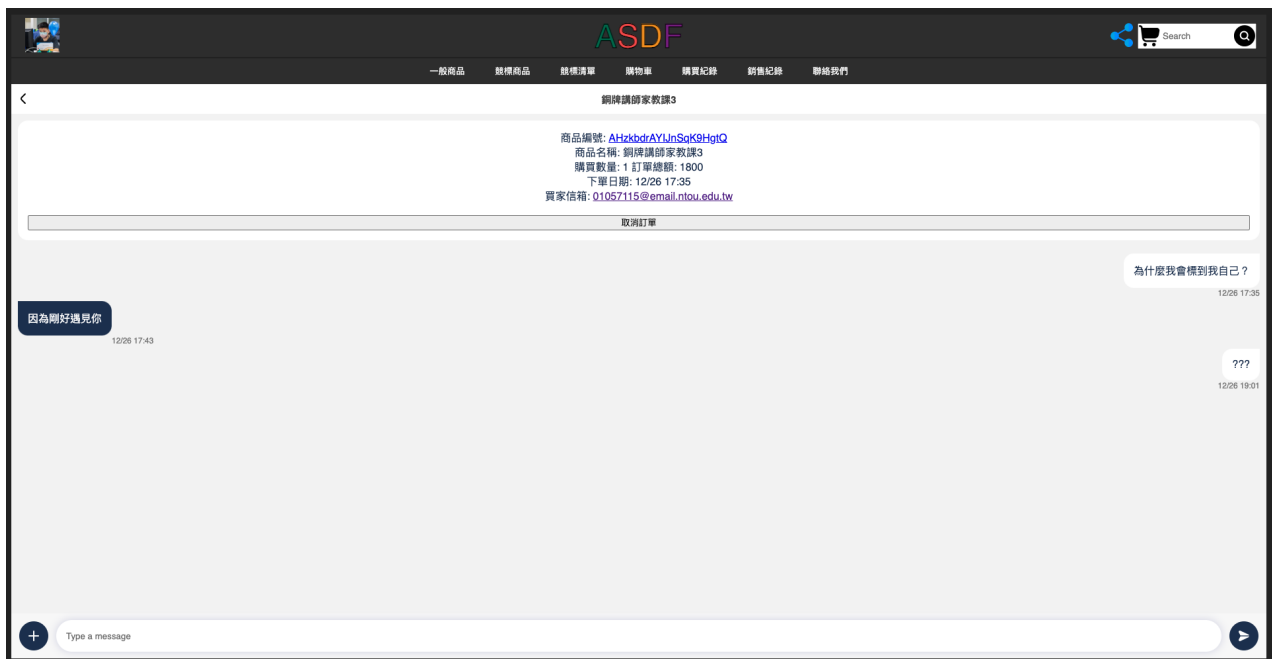 ASDF
Search
一般商品 競標商品 競標清單 購物車 購買紀錄 銷售紀錄 聯絡我們
銅牌講師家教課3
商品編號: AHzkbdrAYIJnSqK9HgtQ
商品名稱: 銅牌講師家教課3
購買數量: 1 訂單總額: 1800
下單日期: 12/26 17:35
買家信箱: 01057115@email.ntou.edu.tw
取消訂單
為什麼我會標到我自己？
12/26 17:35
因為剛好遇見你
12/26 17:43
???
12/26 19:01
Type a message